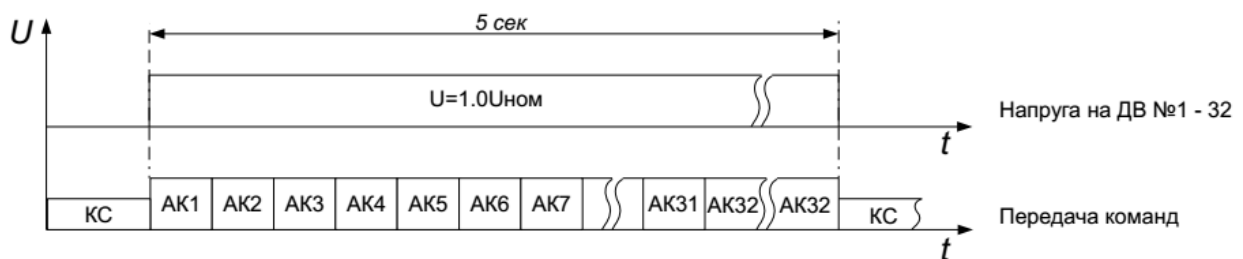 5 сек
U
U=1.0Uном
Напруга на ДВ №1 - 32
t
АК1 АК2 АК3 АК4 АК5 АК6 АК7 АК31 АК32 АК32
КС КС
Передача команд
t